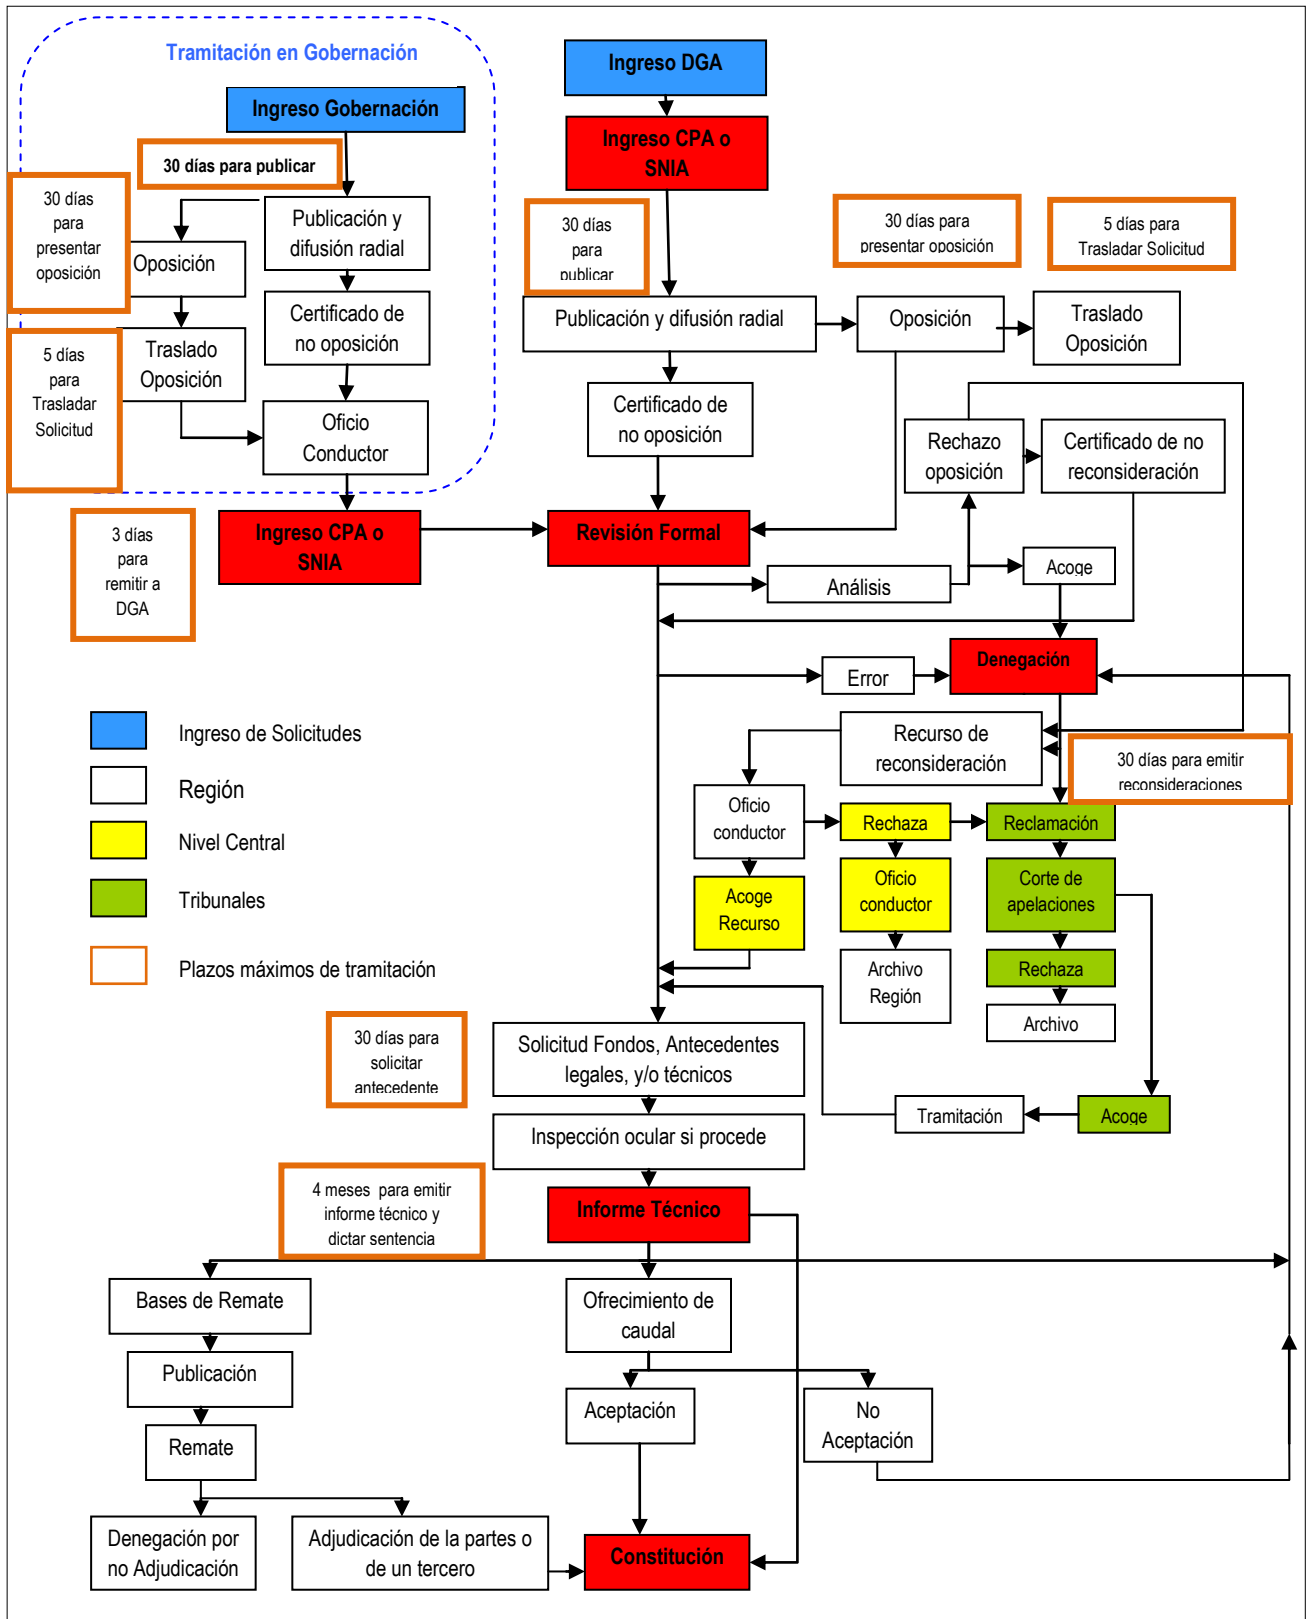 Tramitación en Gobernación
Ingreso Gobernación
30 días para publicar
30 días
para
presentar
oposición
Publicación y
difusión radial
Oposición
Certificado de
no oposición
5 días
para
Trasladar
Solicitud
Traslado
Oposición
Oficio
Conductor
3 días
para
remitir a
DGA
Ingreso CPA o
SNIA
Ingreso DGA
Ingreso CPA o
SNIA
30 días
para
publicar
30 días para
presentar oposición
5 días para
Trasladar Solicitud
Publicación y difusión radial
Oposición
Traslado
Oposición
Certificado de
no oposición
Rechazo
oposición
Certificado de no
reconsideración
Revisión Formal
Análisis
Acoge
Denegación
Error
Recurso de
reconsideración
30 días para emitir
reconsideraciones
Oficio
conductor
Rechaza
Reclamación
Acoge
Recurso
Oficio
conductor
Corte de
apelaciones
Archivo
Región
Rechaza
Archivo
Ingreso de Solicitudes
Región
Nivel Central
Tribunales
Plazos máximos de tramitación
30 días para
solicitar
antecedente
Solicitud Fondos, Antecedentes
legales, y/o técnicos
Tramitación
Acoge
Inspección ocular si procede
4 meses para emitir
informe técnico y
dictar sentencia
Informe Técnico
Bases de Remate
Ofrecimiento de
caudal
Publicación
Aceptación
No
Aceptación
Remate
Denegación por
no Adjudicación
Adjudicación de la partes o
de un tercero
Constitución